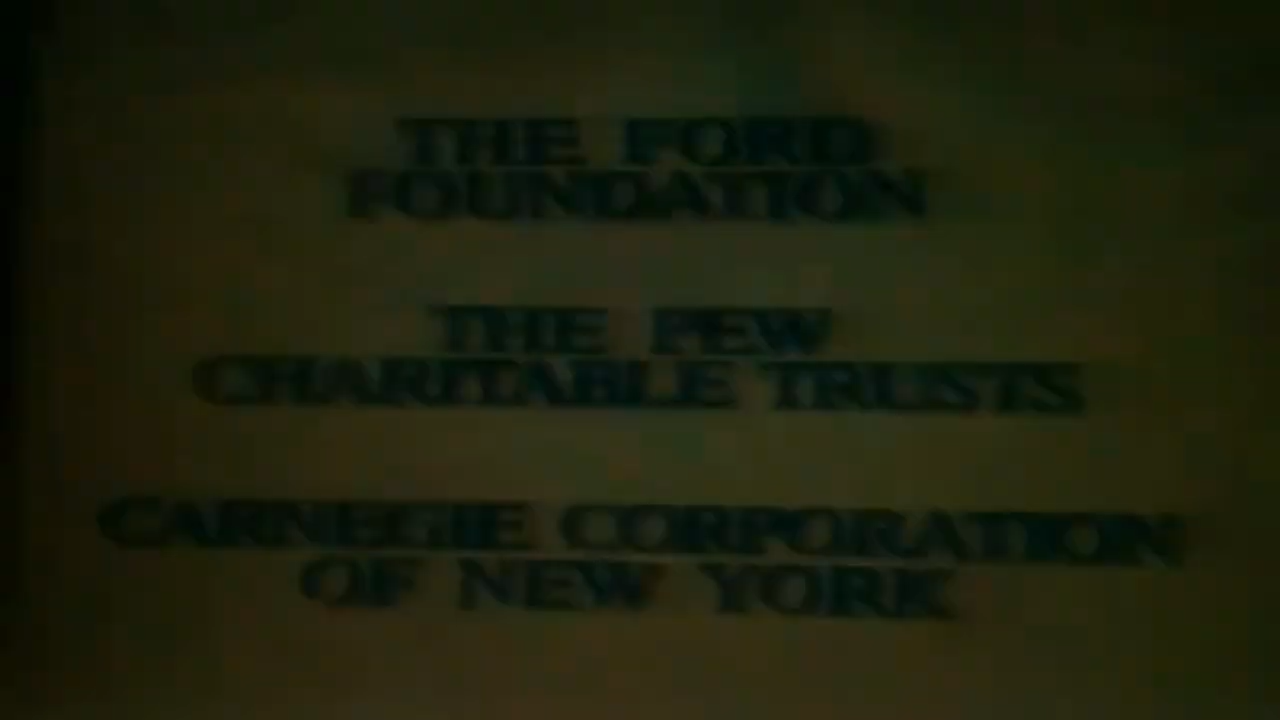 THE FORD
FOUNDATION
THE PEW
CHARITABLE TRUSTS
CARNEGIE CORPORATION
OF NEW YORK